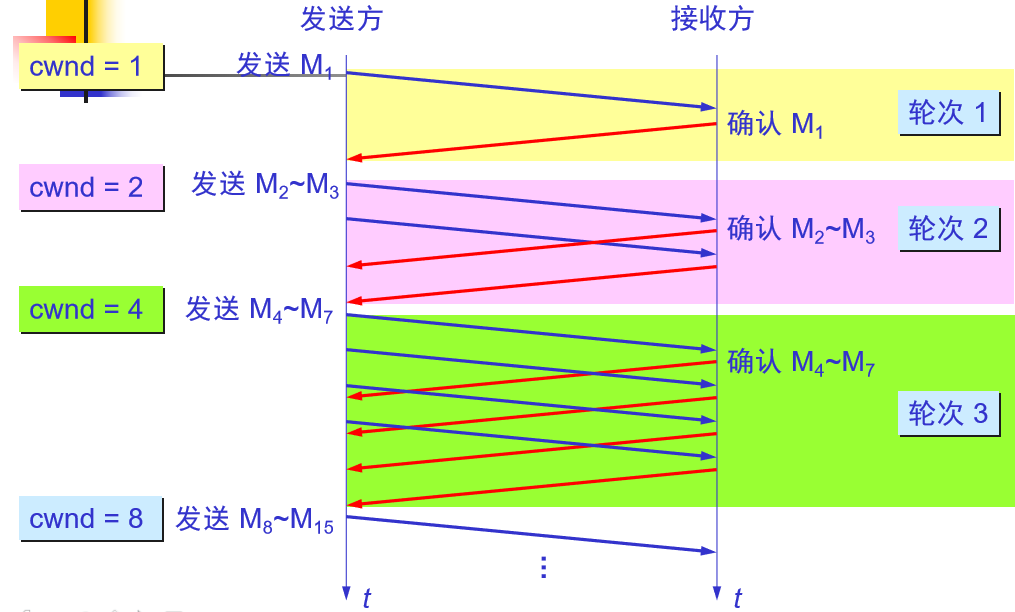 发送方 接收方
cwnd = 1 发送 M1
轮次 1
确认 M1
cwnd = 2 发送 M2~M3
确认 M2~M3 轮次 2
cwnd = 4 发送 M4~M7
确认 M4~M7
轮次 3
cwnd = 8 发送 M8~M15
⋮
t t